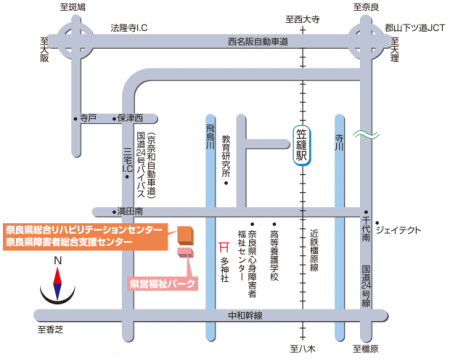 至斑鳩
至奈良
法隆寺I.C
至西大寺
郡山下ツ道JCT
至大阪
西名阪自動車道
至天理
寺戸
保津西
三宅I.C
国道24号バイパス
(京奈和自動車道)
飛鳥川
教育研究所
笠縫駅
寺川
満田南
千代南
ジェイテクト
奈良県総合リハビリテーションセンター
奈良県障害者総合支援センター
県営福祉パーク
多神社
奈良県心身障害者
福祉センター
高等養護学校
近鉄橿原線
国道24号線
N
中和幹線
至香芝
至八木
至橿原